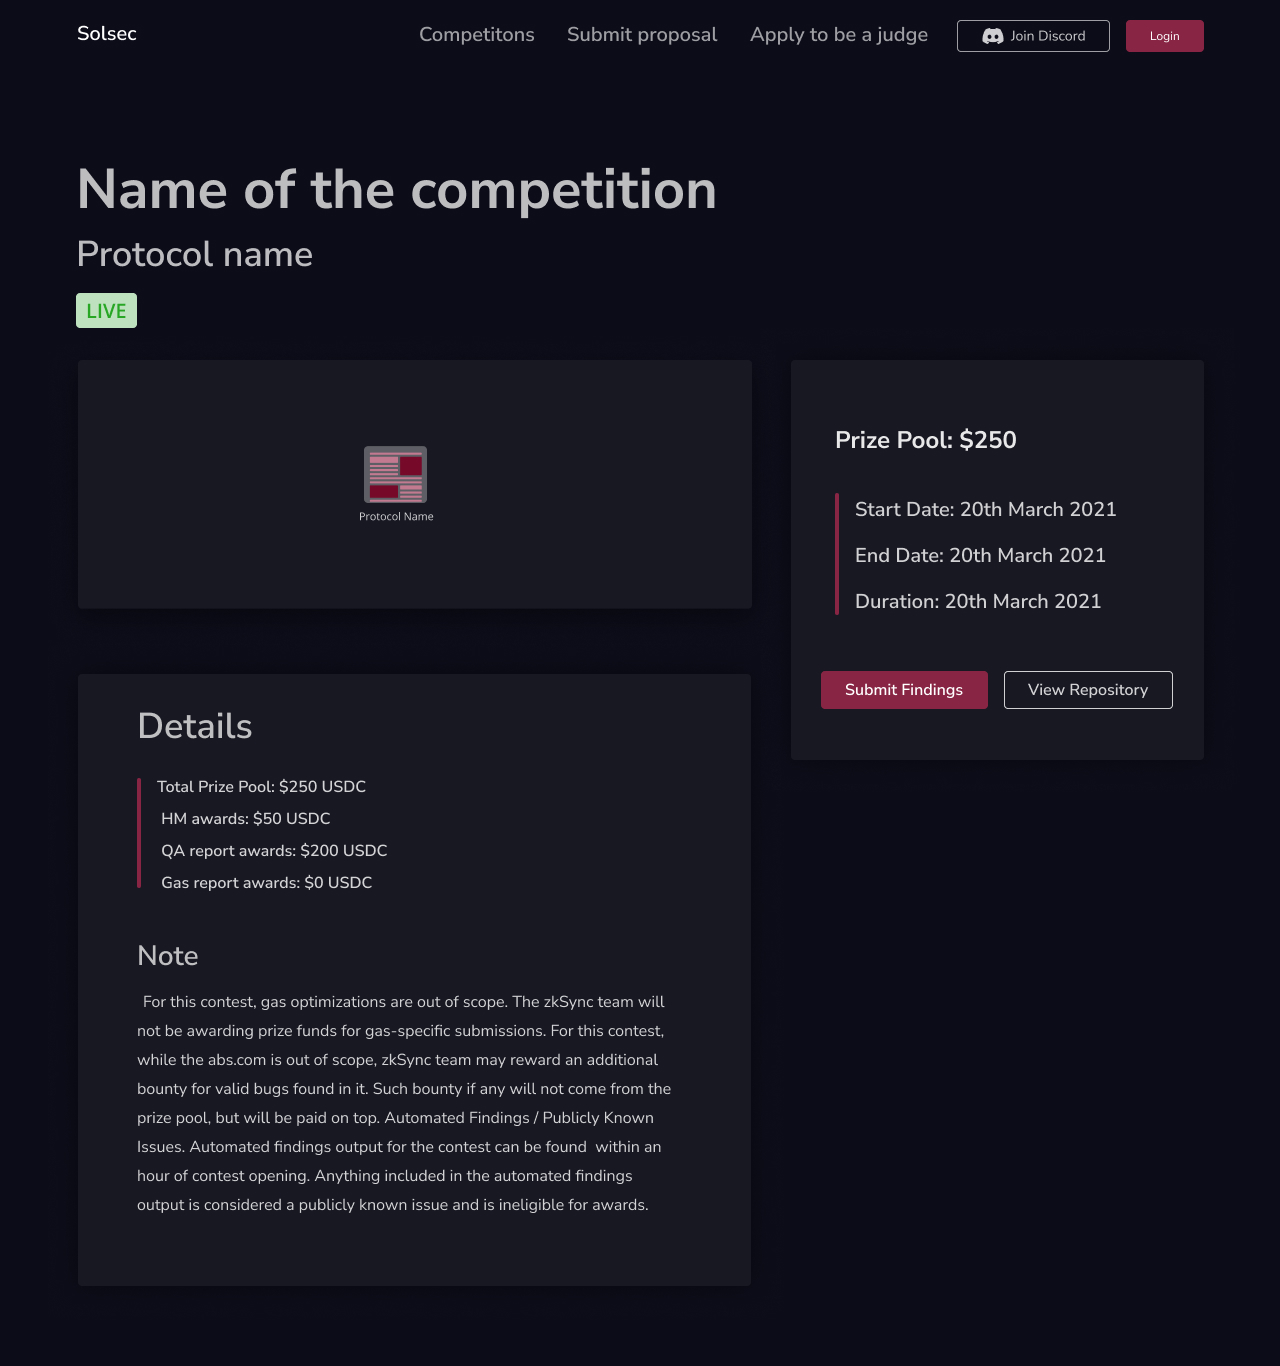 Solsec
Competitons
Submit proposal
Apply to be a judge
Join Discord
Login
Name of the competition
Protocol name
LIVE
Protocol Name
Prize Pool: $250
Start Date: 20th March 2021
End Date: 20th March 2021
Duration: 20th March 2021
Submit Findings
View Repository
Details
Total Prize Pool: $250 USDC
HM awards: $50 USDC
QA report awards: $200 USDC
Gas report awards: $0 USDC
Note
For this contest, gas optimizations are out of scope. The zkSync team will
not be awarding prize funds for gas-specific submissions. For this contest,
while the abs.com is out of scope, zkSync team may reward an additional
bounty for valid bugs found in it. Such bounty if any will not come from the
prize pool, but will be paid on top. Automated Findings / Publicly Known
Issues. Automated findings output for the contest can be found  within an
hour of contest opening. Anything included in the automated findings
output is considered a publicly known issue and is ineligible for awards.